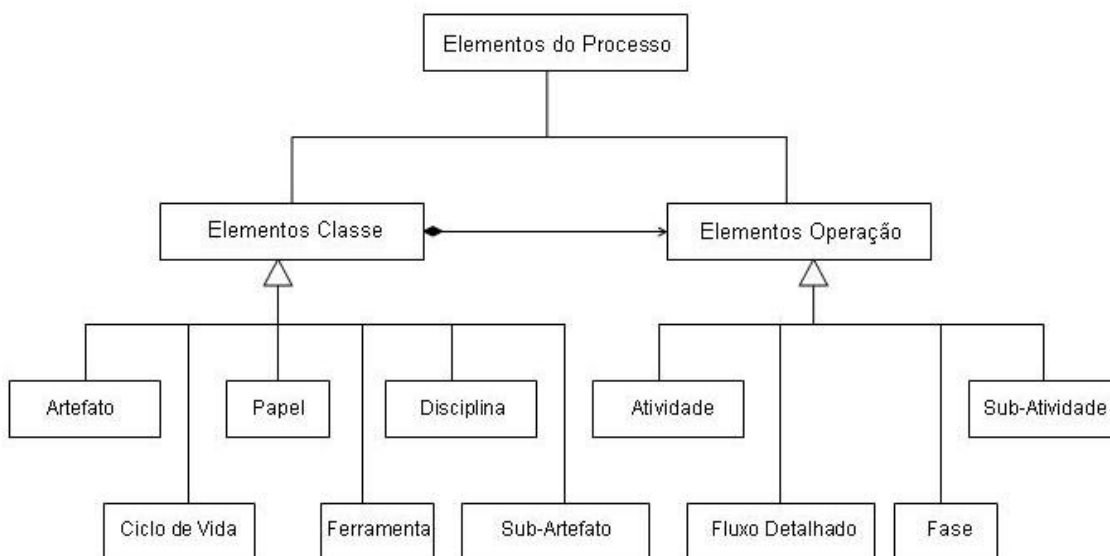 Elementos do Processo
Elementos Classe
Elementos Operação
Artefato
Papel
Disciplina
Atividade
Sub-Atividade
Ciclo de Vida
Ferramenta
Sub-Artefato
Fluxo Detalhado
Fase